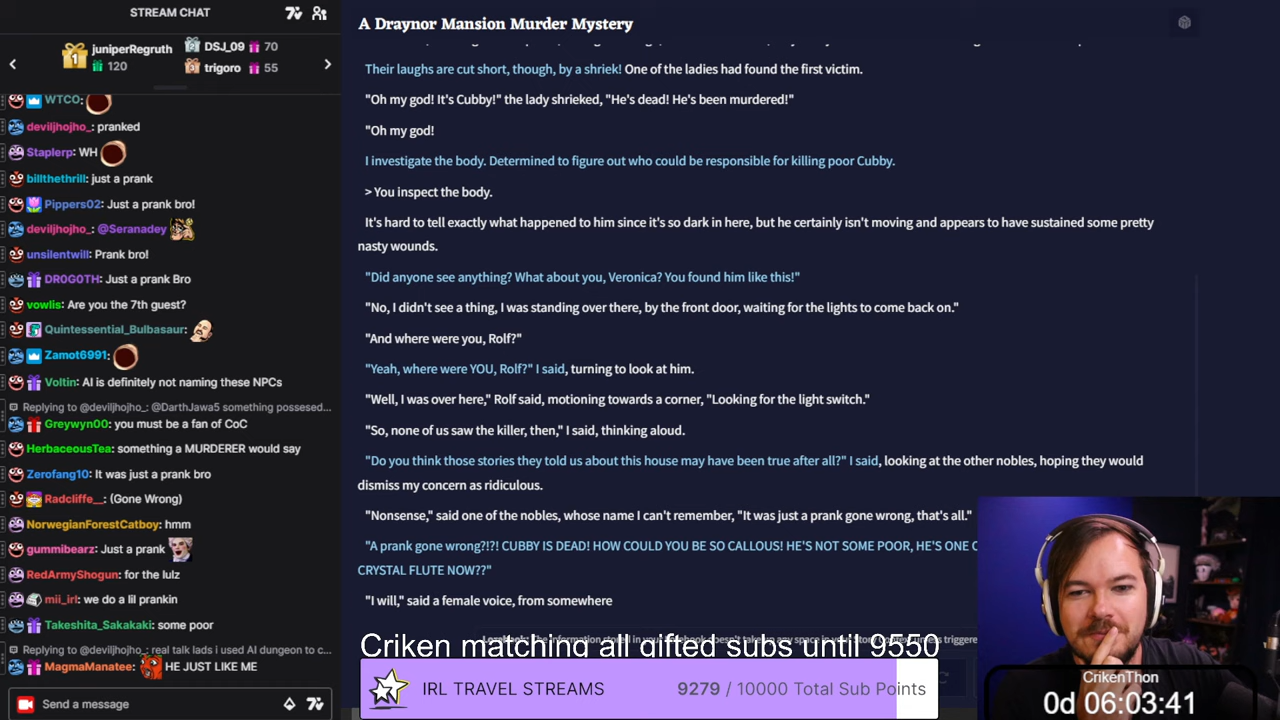 STREAM CHAT
juniperRegruth
120
DSJ_09 70
trigoro 55
WTCO:
deviljhojho_: pranked
Staplerp: WH
billthethrill: just a prank
Pippers02: Just a prank bro!
deviljhojho_: @Seranadey
unsilentwill: Prank bro!
DR0G0TH: Just a prank Bro
vowlis: Are you the 7th guest?
Quintessential_Bulbasaur:
Zamot6991:
Voltin: AI is definitely not naming these NPCs
Replying to @deviljhojho_: @DarthJawa5 something possesed...
Greywyn00: you must be a fan of CoC
HerbaceousTea: something a MURDERER would say
Zerofang10: It was just a prank bro
Radcliffe__: (Gone Wrong)
NorwegianForestCatboy: hmm
gummibearz: Just a prank
RedArmyShogun: for the lulz
mii_irl: we do a lil prankin
Takeshita_Sakakaki: some poor
Replying to @deviljhojho_: real talk lads i used AI dungeon to c...
MagmaManatee: HE JUST LIKE ME
Send a message
A Draynor Mansion Murder Mystery
Their laughs are cut short, though, by a shriek! One of the ladies had found the first victim.
"Oh my god! It's Cubby!" the lady shrieked, "He's dead! He's been murdered!"
"Oh my god!
I investigate the body. Determined to figure out who could be responsible for killing poor Cubby.
> You inspect the body.
It's hard to tell exactly what happened to him since it's so dark in here, but he certainly isn't moving and appears to have sustained some pretty
nasty wounds.
"Did anyone see anything? What about you, Veronica? You found him like this!"
"No, I didn't see a thing, I was standing over there, by the front door, waiting for the lights to come back on."
"And where were you, Rolf?"
"Yeah, where were YOU, Rolf?" I said, turning to look at him.
"Well, I was over here," Rolf said, motioning towards a corner, "Looking for the light switch."
"So, none of us saw the killer, then," I said, thinking aloud.
"Do you think those stories they told us about this house may have been true after all?" I said, looking at the other nobles, hoping they would
dismiss my concern as ridiculous.
"Nonsense," said one of the nobles, whose name I can't remember, "It was just a prank gone wrong, that's all."
"A prank gone wrong?!?! CUBBY IS DEAD! HOW COULD YOU BE SO CALLOUS! HE'S NOT SOME POOR, HE'S ONE
CRYSTAL FLUTE NOW??"
"I will," said a female voice, from somewhere
Criken matching all gifted subs until 9550
IRL TRAVEL STREAMS 9279 / 10000 Total Sub Points
CrikenThon
0d 06:03:41